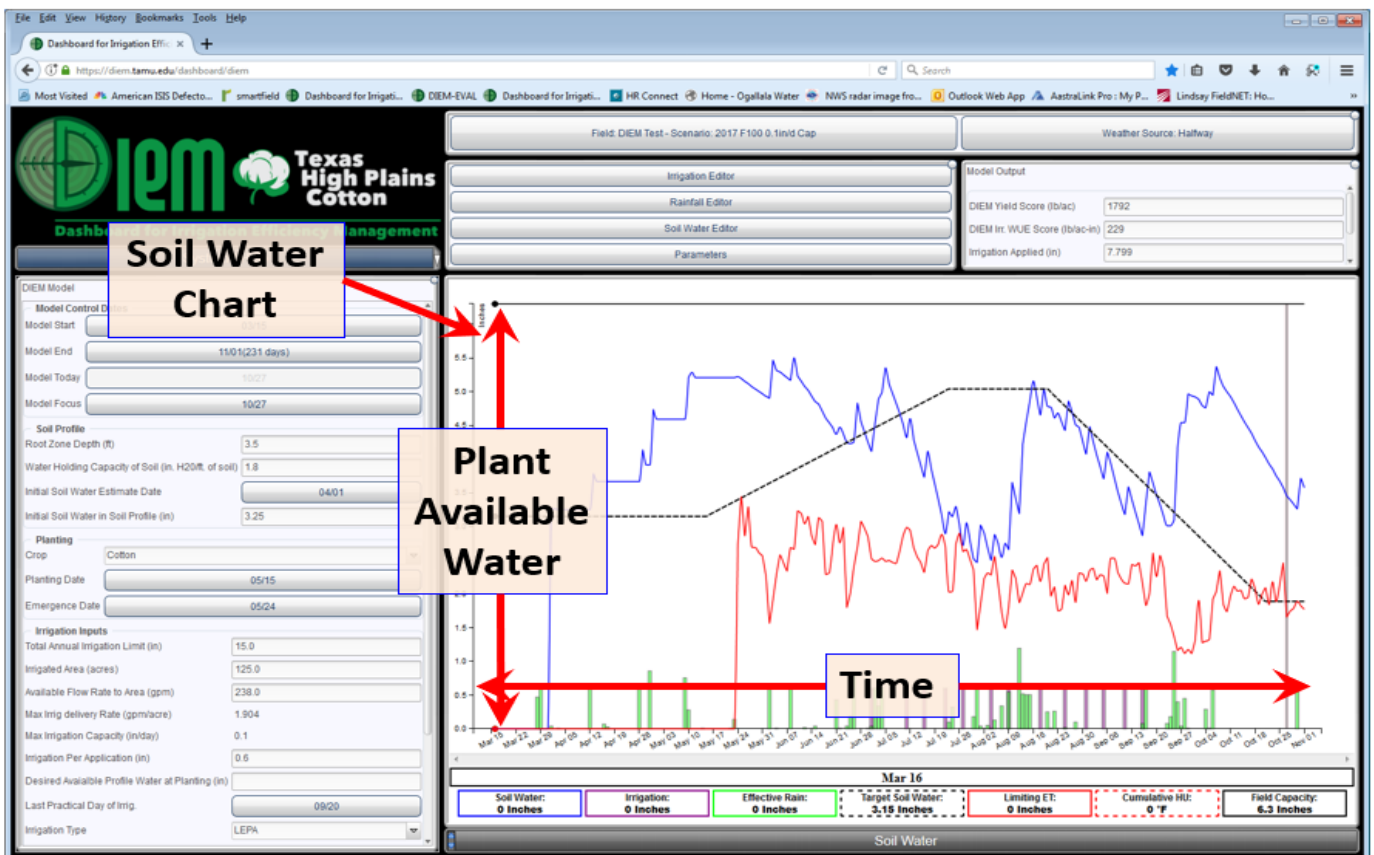 File Edit View History Bookmarks Tools Help
Dashboard for Irrigation Effic
https://diem.tamu.edu/dashboard/diem
Search
Most Visited American ISIS Defecto... smartfield Dashboard for Irrigati... DIEM-EVAL Dashboard for Irrigati... HR Connect Home - Ogallala Water NWS radar image fro... Outlook Web App AastraLink Pro : My P... Lindsay FieldNET: Ho...
DIEM
Texas
High Plains
Cotton
Dashboard for Irrigation Efficiency Management
Field: DIEM Test - Scenario: 2017 F100 0.1in/d Cap
Weather Source: Halfway
Irrigation Editor
Rainfall Editor
Soil Water Editor
Parameters
Model Output
DIEM Yield Score (lb/ac) 1792
DIEM Irr. WUE Score (lb/ac-in) 229
Irrigation Applied (in) 7.799
Soil Water
Chart
DIEM Model
Model Control
Model Start 03/15
Model End 11/01(231 days)
Model Today 10/27
Model Focus 10/27
Soil Profile
Root Zone Depth (ft) 3.5
Water Holding Capacity of Soil (in. H20/ft. of soil) 1.8
Initial Soil Water Estimate Date 04/01
Initial Soil Water in Soil Profile (in) 3.25
Planting
Crop Cotton
Planting Date 05/15
Emergence Date 05/24
Irrigation Inputs
Total Annual Irrigation Limit (in) 15.0
Irrigated Area (acres) 125.0
Available Flow Rate to Area (gpm) 238.0
Max Irrig delivery Rate (gpm/acre) 1.904
Max Irrigation Capacity (in/day) 0.1
Irrigation Per Application (in) 0.6
Desired Avaialble Profile Water at Planting (in)
Last Practical Day of Irrig. 09/20
Irrigation Type LEPA
Inches
5.5
5.0
4.5
3.5
2.0
1.5
1.0
0.5
0.0
Plant
Available
Water
Time
Mar 15 Mar 22 Mar 29 Apr 05 Apr 12 Apr 19 Apr 26 May 03 May 10 May 17 May 24 May 31 Jun 07 Jun 14 Jun 21 Jun 28 Jul 05 Jul 12 Jul 19 Jul 26 Aug 02 Aug 09 Aug 16 Aug 23 Aug 30 Sep 06 Sep 13 Sep 20 Sep 27 Oct 04 Oct 11 Oct 18 Oct 25 Nov 01
Mar 16
Soil Water: Irrigation: Effective Rain: Target Soil Water: Limiting ET: Cumulative HU: Field Capacity:
0 Inches 0 Inches 0 Inches 3.15 Inches 0 Inches 0 °F 6.3 Inches
Soil Water